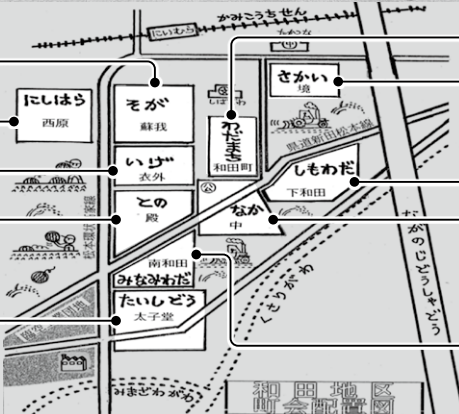 かみこうちせん
にいむら
さかい
境
にしはら
西原
そが
蘇我
わだまち
和田町
県道新田松本線
いげ
衣外
しもわだ
下和田
との
殿
なか
中
南和田
みなみわだ
たいしどう
太子堂
ながのじどうしゃどう
くさりがわ
みまざわがわ
和田地区
町会配置図